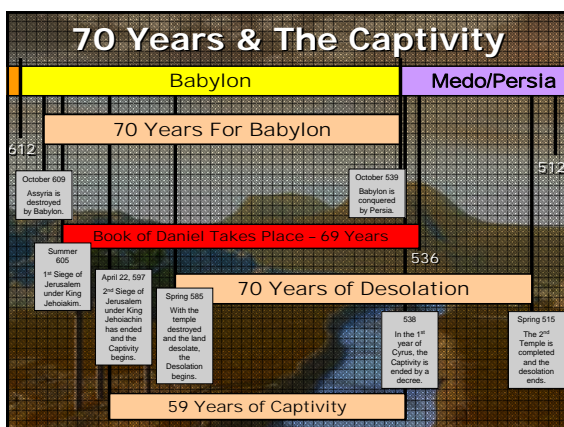 70 Years & The Captivity
Babylon
Medo/Persia
70 Years For Babylon
612
512
October 609
Assyria is
destroyed
by Babylon.
October 539
Babylon is
conquered
by Persia.
Book of Daniel Takes Place – 69 Years
536
Summer
605
1st Siege of
Jerusalem
under King
Jehoiakim.
April 22, 597
2nd Siege of
Jerusalem
under King
Jehoiachin
has ended
and the
Captivity
begins.
Spring 585
With the
temple
destroyed
and the land
desolate,
the
Desolation
begins.
70 Years of Desolation
538
In the 1st
year of
Cyrus, the
Captivity is
ended by a
decree.
Spring 515
The 2nd
Temple is
completed
and the
desolation
ends.
59 Years of Captivity